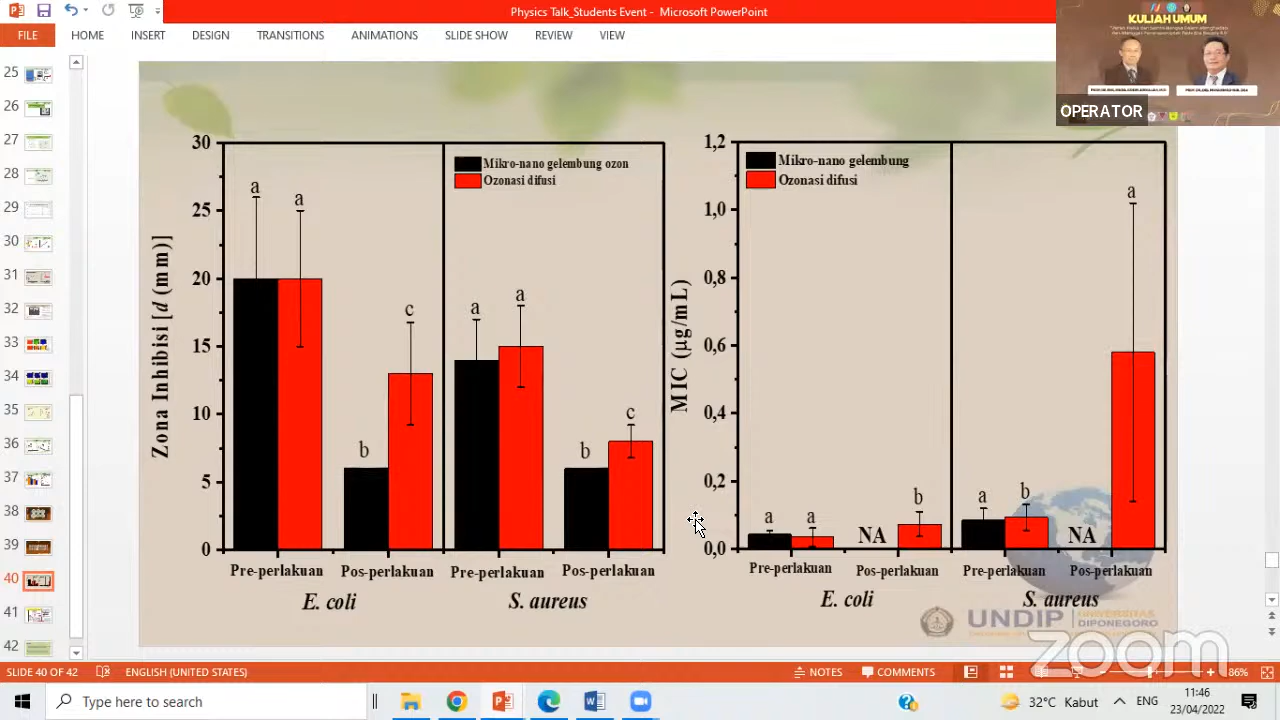 Physics Talk_Students Event - Microsoft PowerPoint
FILE
HOME
INSERT
DESIGN
TRANSITIONS
ANIMATIONS
SLIDE SHOW
REVIEW
VIEW
KULIAH UMUM
OPERATOR
25
26
27
28
29
30
31
32
33
34
35
36
37
38
39
40
41
42
Zona Inhibisi [d (mm)]
30
25
20
15
10
5
0
Mikro-nano gelembung ozon
Ozonasi difusi
a
a
b
c
a
a
b
c
Pre-perlakuan
Pos-perlakuan
Pre-perlakuan
Pos-perlakuan
E. coli
S. aureus
MIC (µg/mL)
1,2
1,0
0,8
0,6
0,4
0,2
0,0
Mikro-nano gelembung
Ozonasi difusi
a
a
NA
b
a
b
NA
a
Pre-perlakuan
Pos-perlakuan
Pre-perlakuan
Pos-perlakuan
E. coli
S. aureus
UNDIP
UNIVERSITAS
DIPONEGORO
zoom
SLIDE 40 OF 42
ENGLISH (UNITED STATES)
NOTES
COMMENTS
86%
Type here to search
32°C Kabut
ENG
11:46
23/04/2022